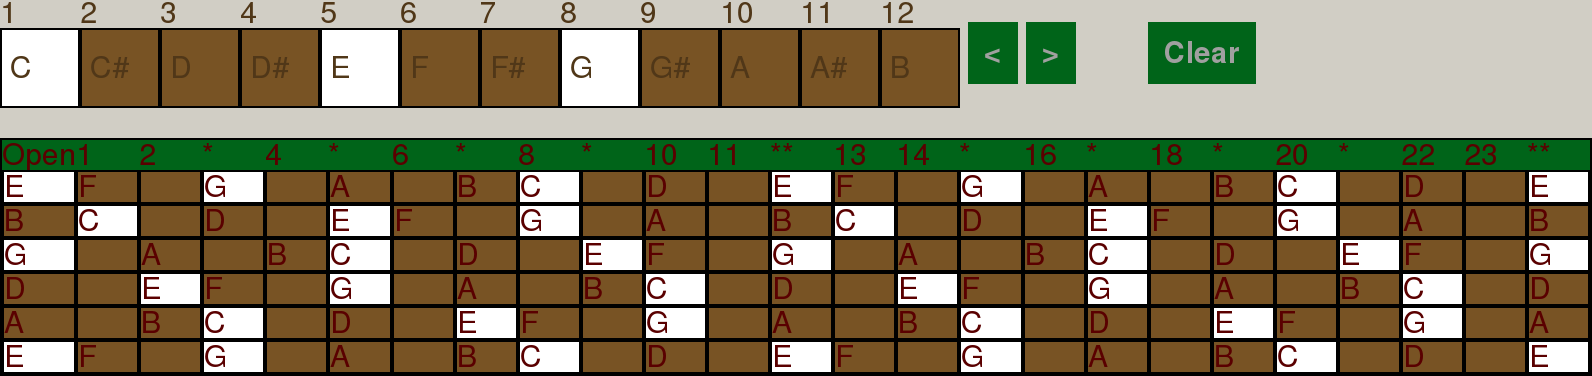 1 2 3 4 5 6 7 8 9 10 11 12
C C# D D# E F F# G G# A A# B < > Clear
Open 1 2 * 4 * 6 * 8 * 10 11 ** 13 14 * 16 * 18 * 20 * 22 23 **
E F G A B C D E F G A B C D E
B C D E F G A B C D E F G A B
G A B C D E F G A B C D E F G
D E F G A B C D E F G A B C D
A B C D E F G A B C D E F G A
E F G A B C D E F G A B C D E